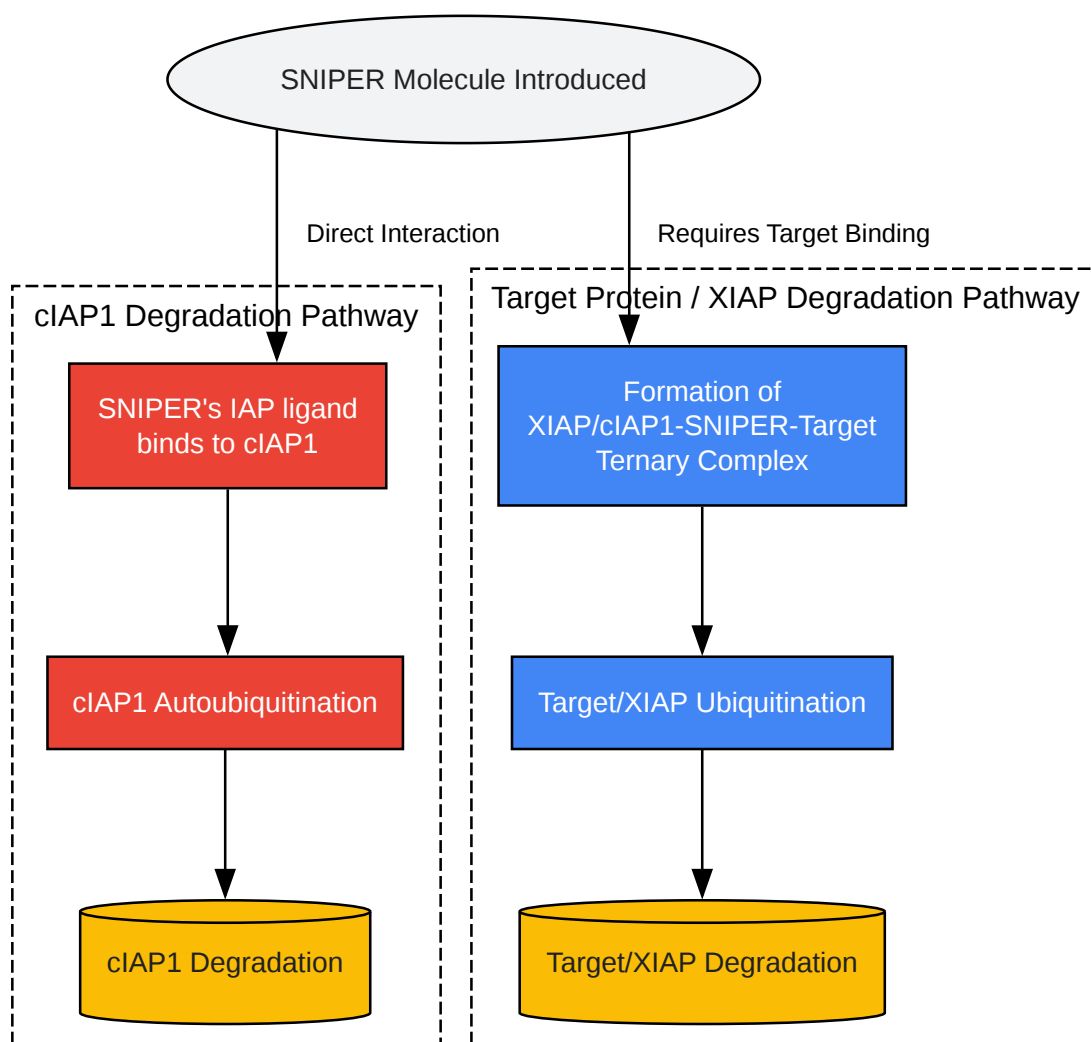 SNIPER Molecule Introduced
Direct Interaction
Requires Target Binding
cIAP1 Degradation Pathway
SNIPER's IAP ligand
binds to cIAP1
cIAP1 Autoubiquitination
cIAP1 Degradation
Target Protein / XIAP Degradation Pathway
Formation of
XIAP/cIAP1-SNIPER-Target
Ternary Complex
Target/XIAP Ubiquitination
Target/XIAP Degradation